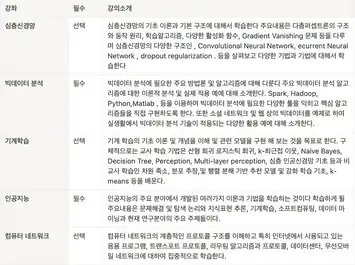 강좌 필수 강의소개
심층신경망 선택 심층신경망의 기초 이론과 기본 구조에 대해서 학습한다 주요내용은 다층퍼셉트론의 구조
와 동작 원리, 학습알고리즘, 다양한 활성화 함수, Gradient Vanishing 문제 등을 다루
며 심층신경망의 다양한 구조인 , Convolutional Neural Network, ecurrent Neural
Network , dropout regularization . 등을 살펴보고 다양한 기법과 기법에 대해서 학
습한다
빅데이터 분석 필수 빅데이터 분석에 필요한 주요 방법론 및 알고리즘에 대해 다룬다 주요 빅데이터 분석 알고
리즘에 대한 이론적 분석 및 실제 적용 예에 대해 소개한다. Spark, Hadoop,
Python,Matlab , 등을 이용하여 빅데이터 분석에 필요한 다양한 툴을 익히고 핵심 알고
리즘들을 직접 구현하도록 한다. 또한 소셜 네트워크 및 웹 상의 빅데이터를 예제로 하여
실생활에서 빅데이터 분석 기술이 적용되는 다양한 활용 예에 대해 소개한다.
기계학습 선택 기계 학습의 기초 이론 및 개념을 이해 및 관련 모델을 구현 해 보는 것을 목표로 한다. 구
체적으로는 교사 학습 기법은 선형 회귀 로지스틱 회귀, k-최근접 이웃, Naive Bayes,
Decision Tree, Perception, Multi-layer perception, 심층 인공신경망 기초 등과 비
교사 학습인 차원 축소, 분포 추정,및 행렬 분해 기반 추천 모델 및 강화 학습 기초, k-
means 등을 배운다.
인공지능 필수 인공지능의 주요 분야에서 개발된 여러가지 이론과 기법을 학습하는 것이다 학습하게 될
주요내용은 문제해결 및 탐색 논리와 지식표현 추론, 기계학습, 소프트컴퓨팅, 데이터 마
이닝과 현재 연구분야의 주요 주제들이다.
컴퓨터 네트워크 선택 컴퓨터 네트워크의 계층적인 구조와 프로토콜을 이해하고 특히 인터넷에서 사용되고 있는
응용 프로그램, 트랜스포트 프로토콜, 라우팅 알고리즘과 프로토콜, 데이터센터, 무선모바
일 네트워크에 대하여 집중적으로 학습한다.